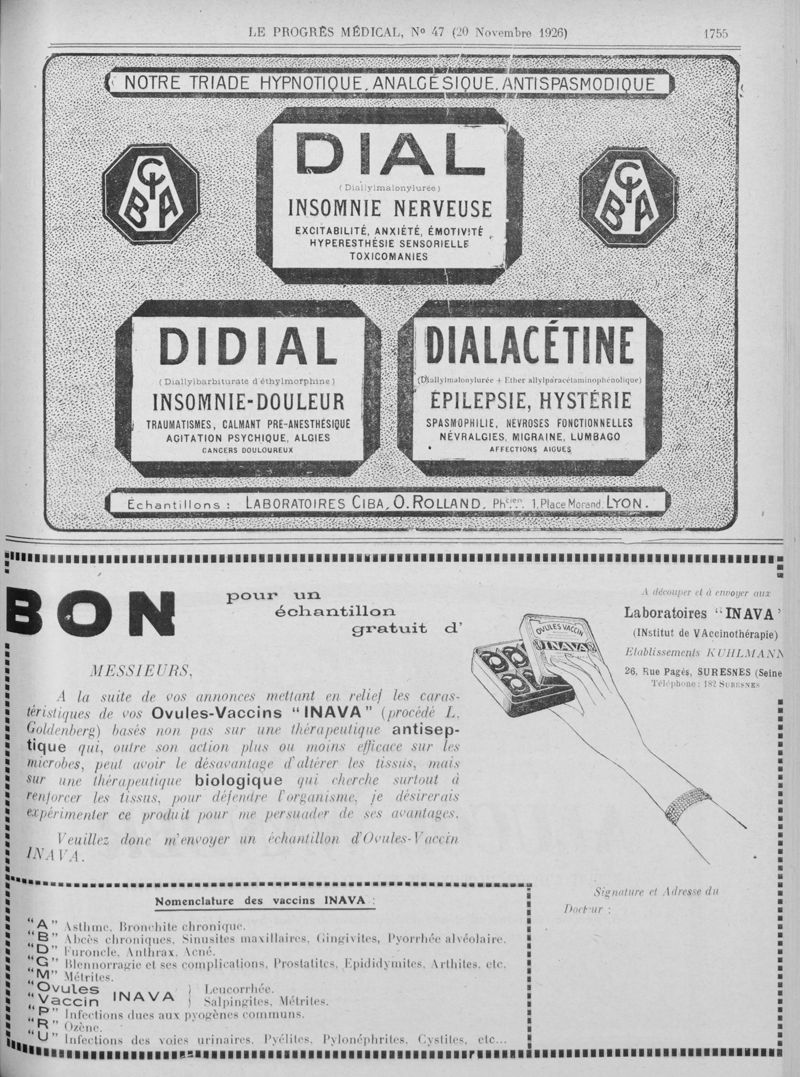 LE PROGRÈS MÉDICAL, Nº 47 (20 Novembre 1926)
1755
NOTRE TRIADE HYPNOTIQUE, ANALGÉSIQUE, ANTISPASMODIQUE
CIBA
DIAL
(Diallylmalonylurée)
INSOMNIE NERVEUSE
EXCITABILITÉ, ANXIÉTÉ, ÉMOTIVITÉ
HYPERESTHÉSIE SENSORIELLE
TOXICOMANIES
CIBA
DIDIAL
(Diallylbarbiturate d'éthylmorphine)
INSOMNIE-DOULEUR
TRAUMATISMES, CALMANT PRÉ-ANESTHÉSIQUE
AGITATION PSYCHIQUE, ALGIES
CANCERS DOULOUREUX
DIALACÉTINE
(Diallylmalonylurée + Ether allylparacétaminophénolique)
ÉPILEPSIE, HYSTÉRIE
SPASMOPHILIE, NÉVROSES FONCTIONNELLES
NÉVRALGIES, MIGRAINE, LUMBAGO
AFFECTIONS AIGUES
Échantillons : LABORATOIRES CIBA, O. ROLLAND, Phcien, 1, Place Morand, LYON.
BON
pour un
échantillon
gratuit d'
OVULES VACCIN
INAVA
A découper et à envoyer aux
Laboratoires "INAVA"
(INstitut de VAccinothérapie)
Etablissements KUHLMANN
26, Rue Pagès, SURESNES (Seine
Téléphone : 182 SURESNES
MESSIEURS,
A la suite de vos annonces mettant en relief les carac-
téristiques de vos Ovules-Vaccins "INAVA" (procédé L.
Goldenberg) basés non pas sur une thérapeutique antisep-
tique qui, outre son action plus ou moins efficace sur les
microbes, peut avoir le désavantage d'altérer les tissus, mais
sur une thérapeutique biologique qui cherche surtout à
renforcer les tissus, pour défendre l'organisme, je désirerais
expérimenter ce produit pour me persuader de ses avantages.
Veuillez donc m'envoyer un échantillon d'Ovules-Vaccin
INAVA.
Signature et Adresse du
Docteur :
Nomenclature des vaccins INAVA :
"A" Asthme, Bronchite chronique.
"B" Abcès chroniques, Sinusites maxillaires, Gingivites, Pyorrhée alvéolaire.
"D" Furoncle, Anthrax, Acné.
"G" Blennorragie et ses complications, Prostatites, Epididymites, Arthites, etc.
"M" Métrites.
"Ovules } Leucorrhée.
"Vaccin INAVA } Salpingites, Métrites.
"P" Infections dues aux pyogènes communs.
"R" Ozène.
"U" Infections des voies urinaires, Pyélites, Pylonéphrites, Cystites, etc...